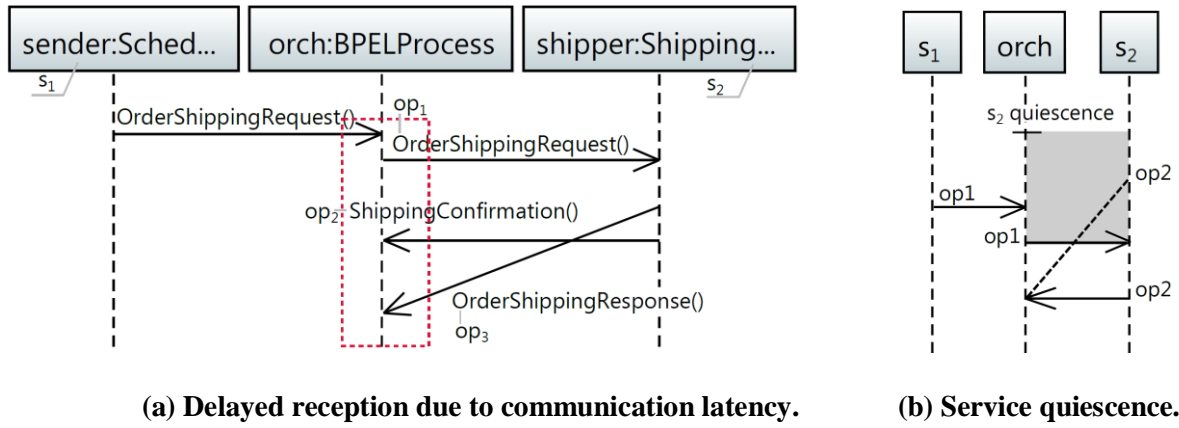 sender:Sched...
orch:BPELProcess
shipper:Shipping...
s1
s2
OrderShippingRequest()
op1
OrderShippingRequest()
op2
ShippingConfirmation()
OrderShippingResponse()
op3
(a) Delayed reception due to communication latency.
s1
orch
s2
s2 quiescence
op2
op1
op1
op2
(b) Service quiescence.